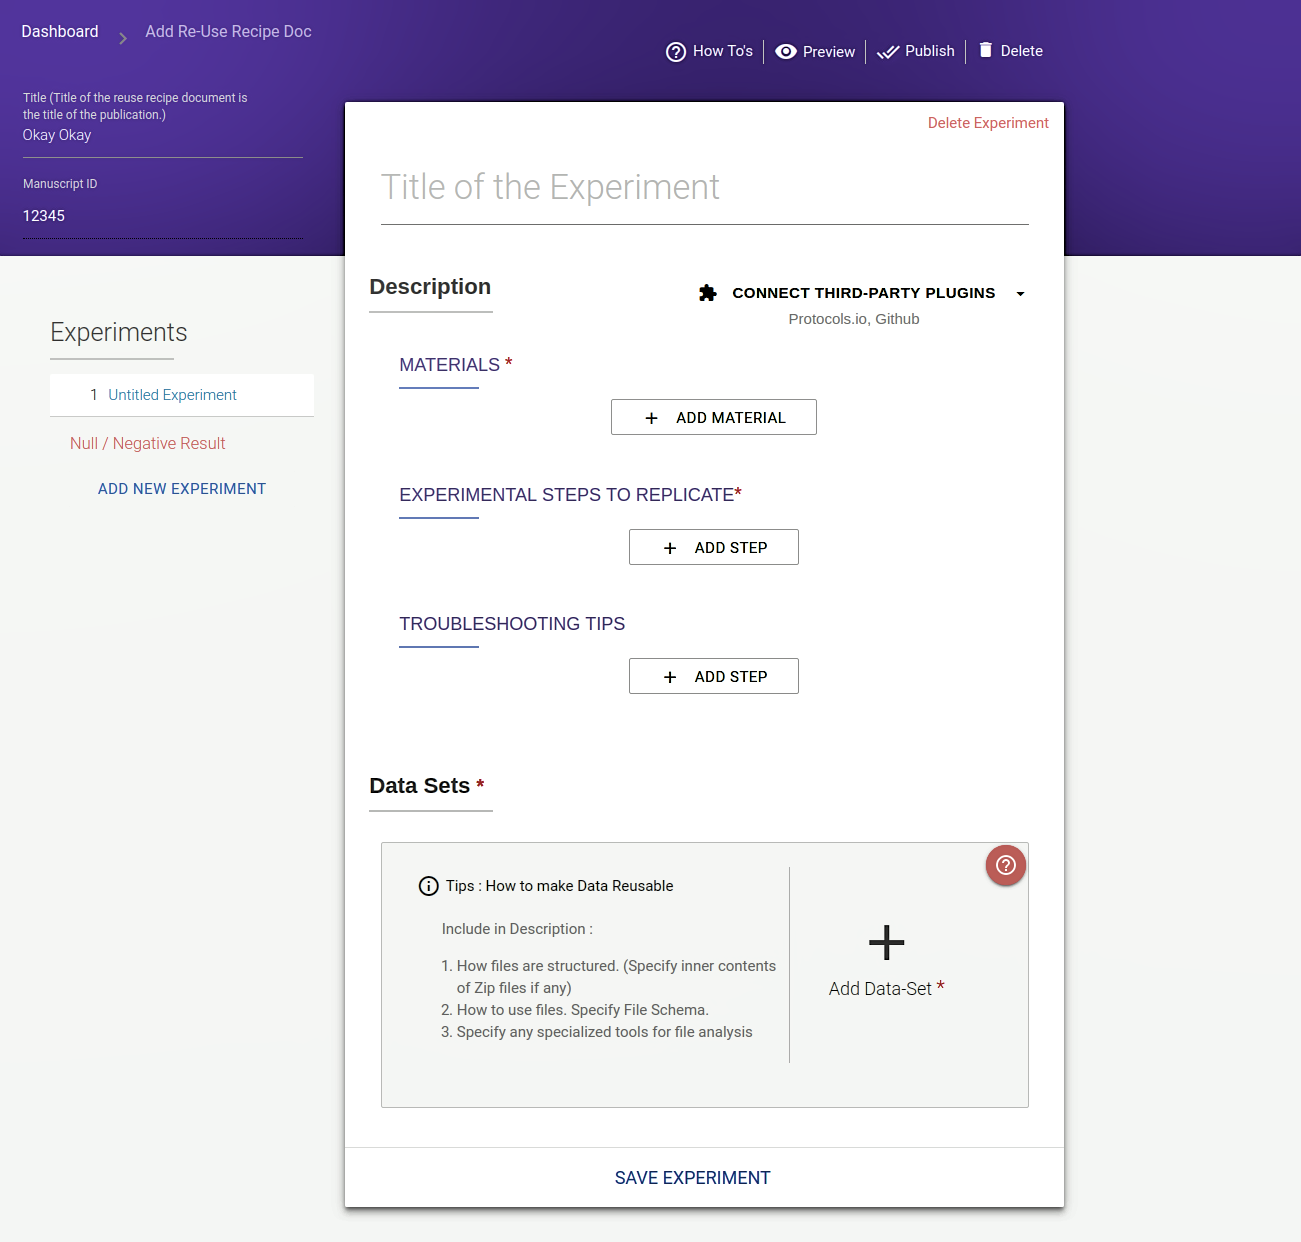 Dashboard
Add Re-Use Recipe Doc
How To's
Preview
Publish
Delete
Title (Title of the reuse recipe document is
the title of the publication.)
Okay Okay
Manuscript ID
12345
Experiments
1 Untitled Experiment
Null / Negative Result
ADD NEW EXPERIMENT
Delete Experiment
Title of the Experiment
Description
CONNECT THIRD-PARTY PLUGINS
Protocols.io, Github
MATERIALS *
+ ADD MATERIAL
EXPERIMENTAL STEPS TO REPLICATE*
+ ADD STEP
TROUBLESHOOTING TIPS
+ ADD STEP
Data Sets *
Tips : How to make Data Reusable
Include in Description :
1. How files are structured. (Specify inner contents
of Zip files if any)
2. How to use files. Specify File Schema.
3. Specify any specialized tools for file analysis
+
Add Data-Set *
SAVE EXPERIMENT